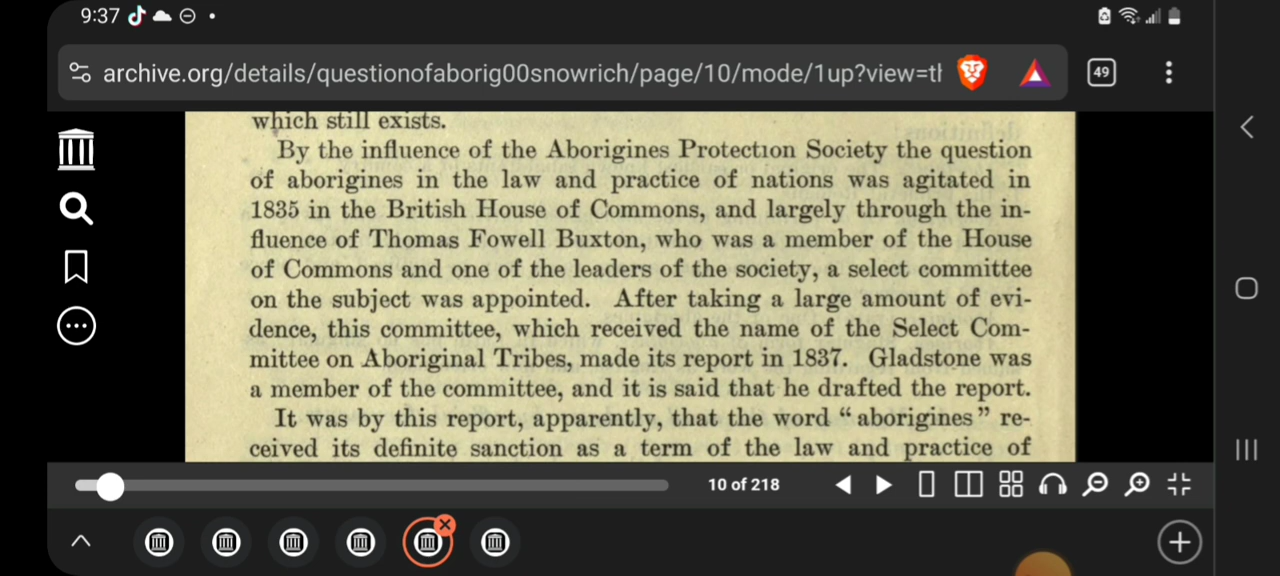 9:37
archive.org/details/questionofaborig00snowrich/page/10/mode/1up?view=th
49
which still exists.
By the influence of the Aborigines Protection Society the question
of aborigines in the law and practice of nations was agitated in
1835 in the British House of Commons, and largely through the in-
fluence of Thomas Fowell Buxton, who was a member of the House
of Commons and one of the leaders of the society, a select committee
on the subject was appointed. After taking a large amount of evi-
dence, this committee, which received the name of the Select Com-
mittee on Aboriginal Tribes, made its report in 1837. Gladstone was
a member of the committee, and it is said that he drafted the report.
It was by this report, apparently, that the word “aborigines” re-
ceived its definite sanction as a term of the law and practice of
10 of 218